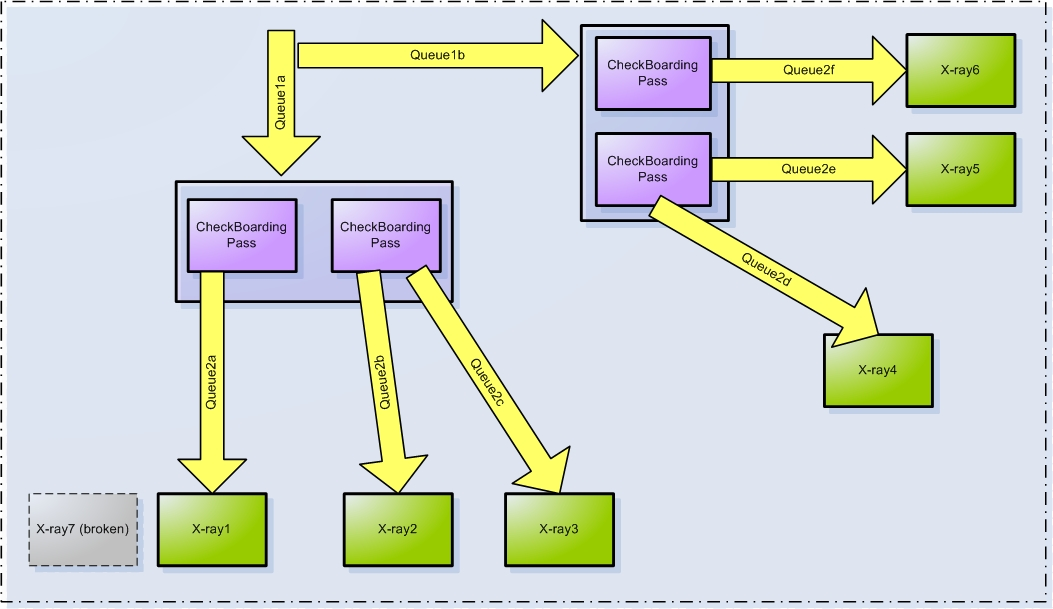 Queue1a
Queue1b
CheckBoarding
Pass
Queue2f
X-ray6
CheckBoarding
Pass
Queue2e
X-ray5
CheckBoarding
Pass
CheckBoarding
Pass
Queue2d
Queue2a
Queue2b
Queue2c
X-ray4
X-ray7 (broken)
X-ray1
X-ray2
X-ray3